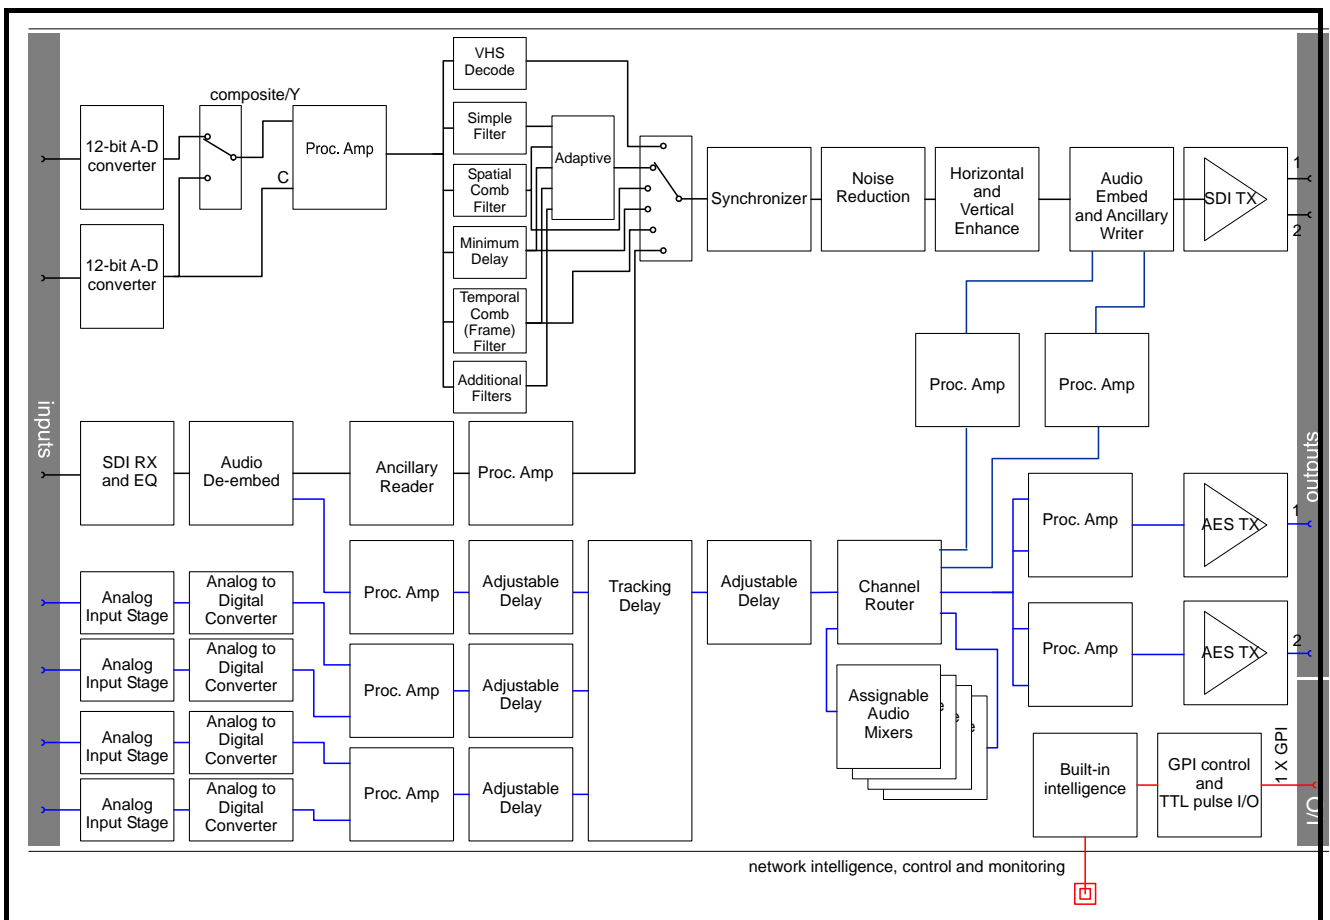 VHS
Decode
composite/Y
12-bit A-D
converter
Proc. Amp
C
Simple
Filter
Adaptive
Spatial
Comb
Filter
Minimum
Delay
Temporal
Comb
(Frame)
Filter
Additional
Filters
12-bit A-D
converter
Synchronizer
Noise
Reduction
Horizontal
and
Vertical
Enhance
Audio
Embed
and Ancillary
Writer
SDI TX
1
2
Proc. Amp
Proc. Amp
inputs
outputs
SDI RX
and EQ
Audio
De-embed
Ancillary
Reader
Proc. Amp
Proc. Amp
AES TX
1
Analog
Input Stage
Analog to
Digital
Converter
Proc. Amp
Adjustable
Delay
Tracking
Delay
Adjustable
Delay
Channel
Router
Proc. Amp
AES TX
2
Analog
Input Stage
Analog to
Digital
Converter
Proc. Amp
Adjustable
Delay
Assignable
Audio
Mixers
e
e
e
Analog
Input Stage
Analog to
Digital
Converter
Proc. Amp
Adjustable
Delay
Analog
Input Stage
Analog to
Digital
Converter
Built-in
intelligence
GPI control
and
TTL pulse I/O
1 X GPI
I/O
network intelligence, control and monitoring